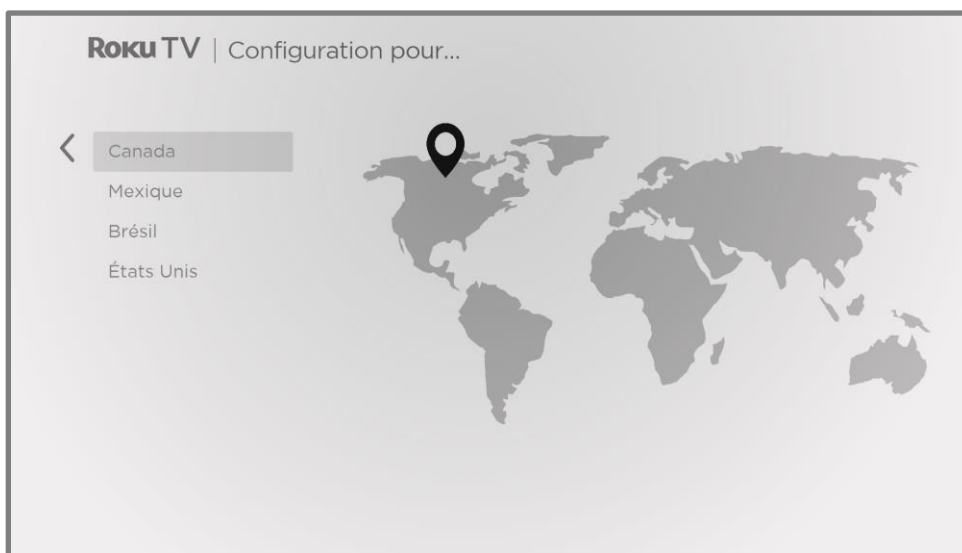 Roku TV | Configuration pour...
Canada
Mexique
Brésil
États Unis